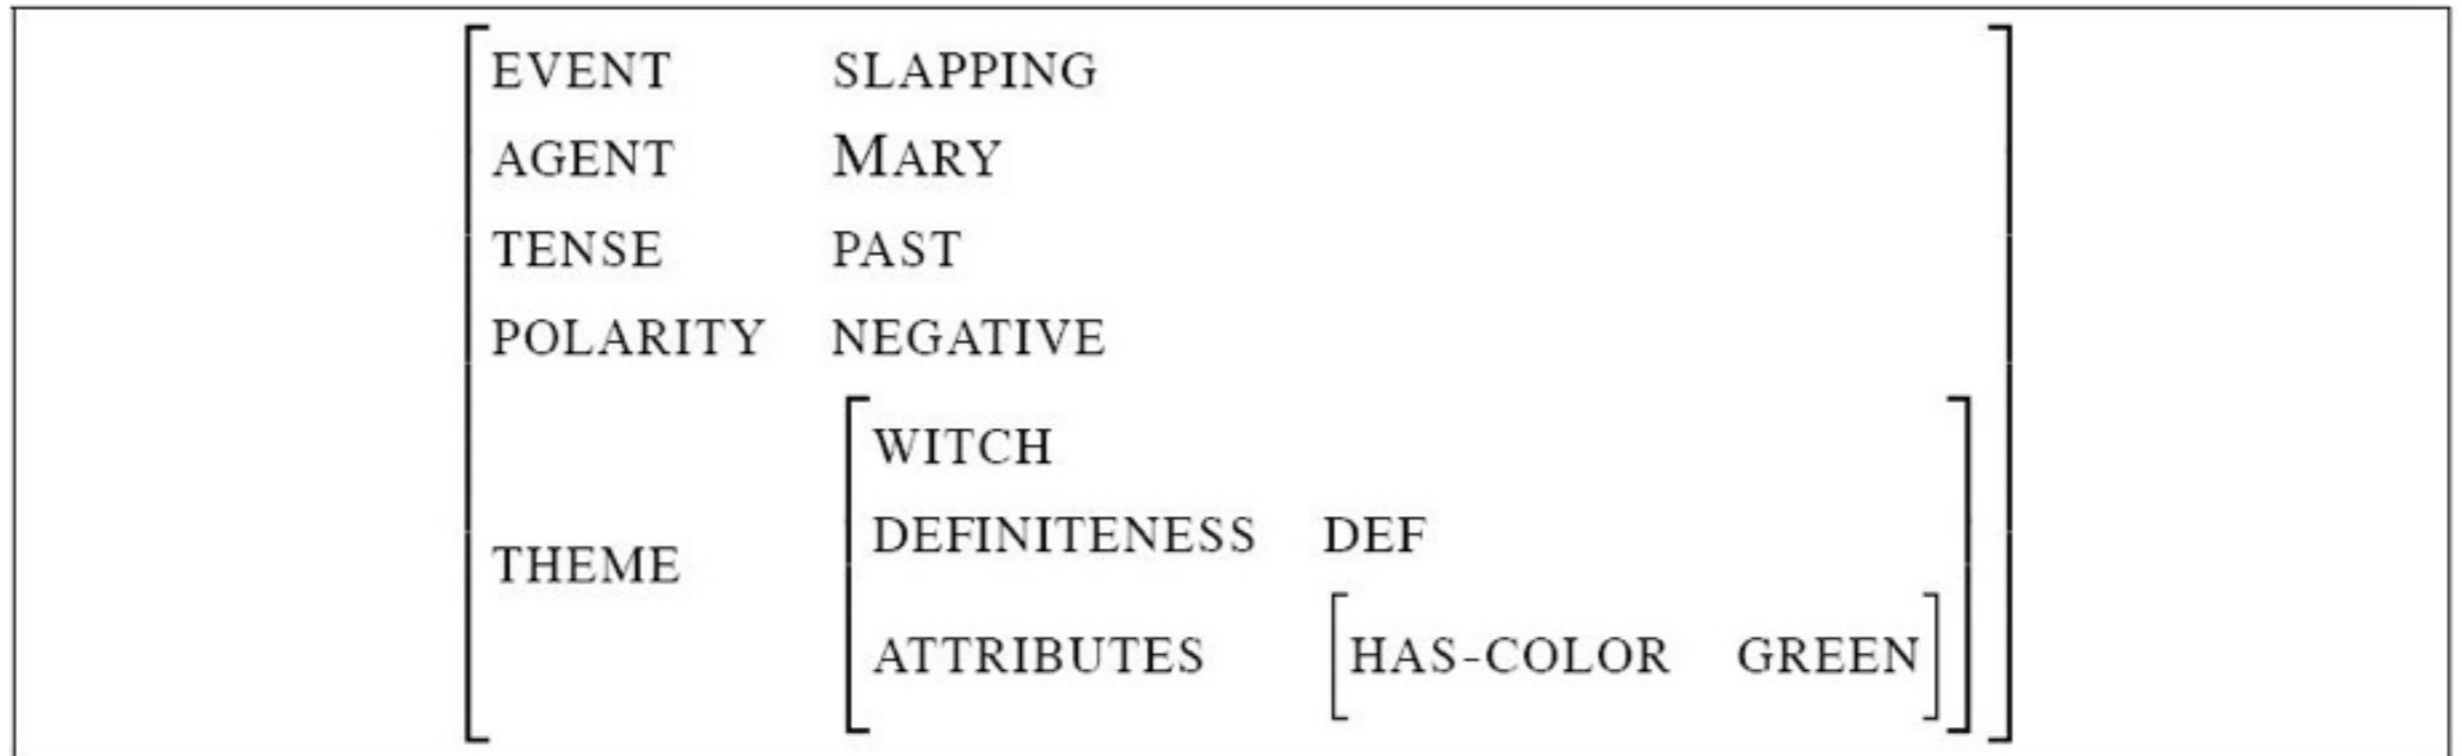 EVENT SLAPPING
AGENT MARY
TENSE PAST
POLARITY NEGATIVE
THEME
WITCH
DEFINITENESS DEF
ATTRIBUTES HAS-COLOR GREEN